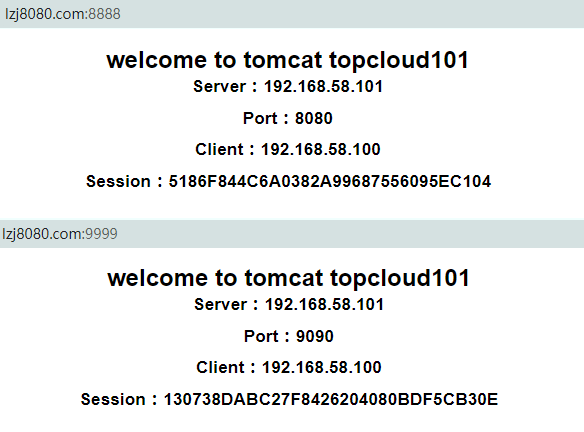 lzj8080.com:8888
welcome to tomcat topcloud101
Server：192.168.58.101
Port：8080
Client：192.168.58.100
Session：5186F844C6A0382A99687556095EC104
lzj8080.com:9999
welcome to tomcat topcloud101
Server：192.168.58.101
Port：9090
Client：192.168.58.100
Session：130738DABC27F8426204080BDF5CB30E